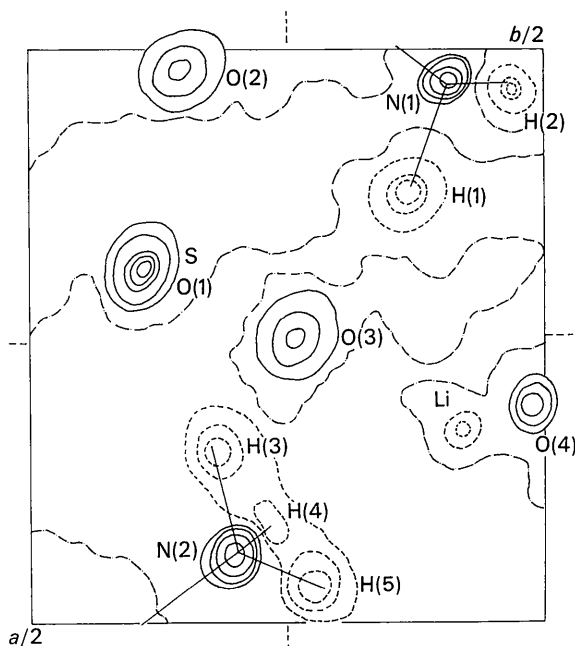 b/2
O(2)
N(1)
H(2)
H(1)
S
O(1)
O(3)
Li
O(4)
H(3)
H(4)
N(2)
H(5)
a/2